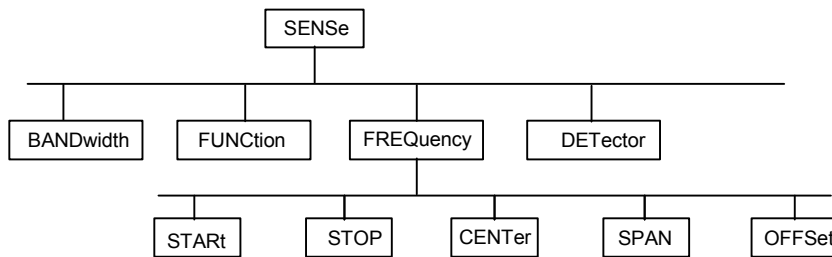 SENSe
BANDwidth FUNCtion FREQuency DETector
STARt STOP CENTer SPAN OFFSet